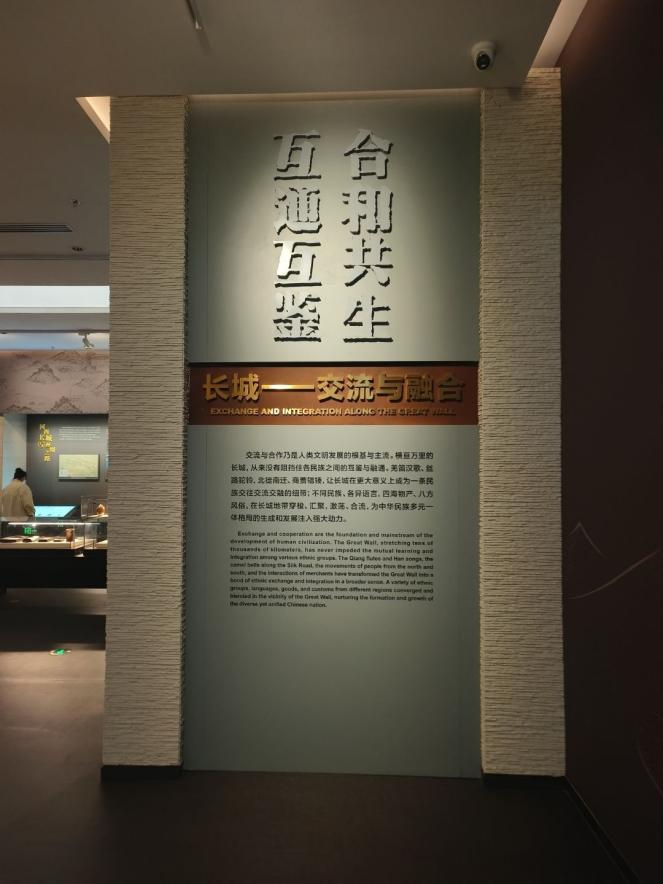 合和共生
互通互鉴
长城——交流与融合
EXCHANGE AND INTEGRATION ALONG THE GREAT WALL
交流与合作乃是人类文明发展的根基与主流。横亘万里的
长城，从来没有阻挡住各民族之间的互鉴与融通。羌笛汉歌、丝
路驼铃、北徙南迁、商贾辐辏，让长城在更大意义上成为一条民
族交往交流交融的纽带；不同民族、各异语言、四海物产、八方
风俗，在长城地带穿梭、汇聚、激荡、合流，为中华民族多元一
体格局的生成和发展注入强大动力。
Exchange and cooperation are the foundation and mainstream of the
development of human civilization. The Great Wall, stretching tens of
thousands of kilometers, has never impeded the mutual learning and
integration among various ethnic groups. The Qiang flutes and Han songs, the
camel bells along the Silk Road, the movements of people from the north and
south, and the interactions of merchants have transformed the Great Wall into a
bond of ethnic exchange and integration in a broader sense. A variety of ethnic
groups, languages, goods, and customs from different regions converged and
blended in the vicinity of the Great Wall, nurturing the formation and growth of
the diverse yet unified Chinese nation.